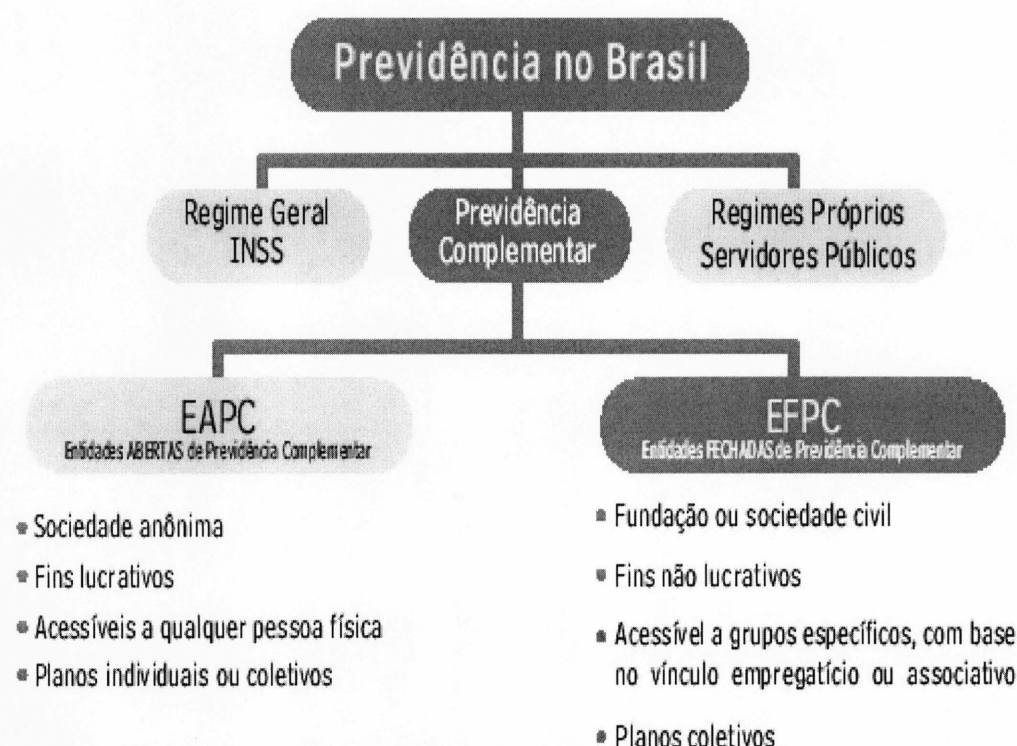 Previdência no Brasil
Regime Geral
INSS
Previdência
Complementar
Regimes Próprios
Servidores Públicos
EAPC
Entidades ABERTAS de Previdência Complementar
EFPC
Entidades FECHADAS de Previdência Complementar
• Sociedade anônima
• Fins lucrativos
• Acessíveis a qualquer pessoa física
• Planos individuais ou coletivos
• Fundação ou sociedade civil
• Fins não lucrativos
• Acessível a grupos específicos, com base
no vínculo empregatício ou associativo
• Planos coletivos